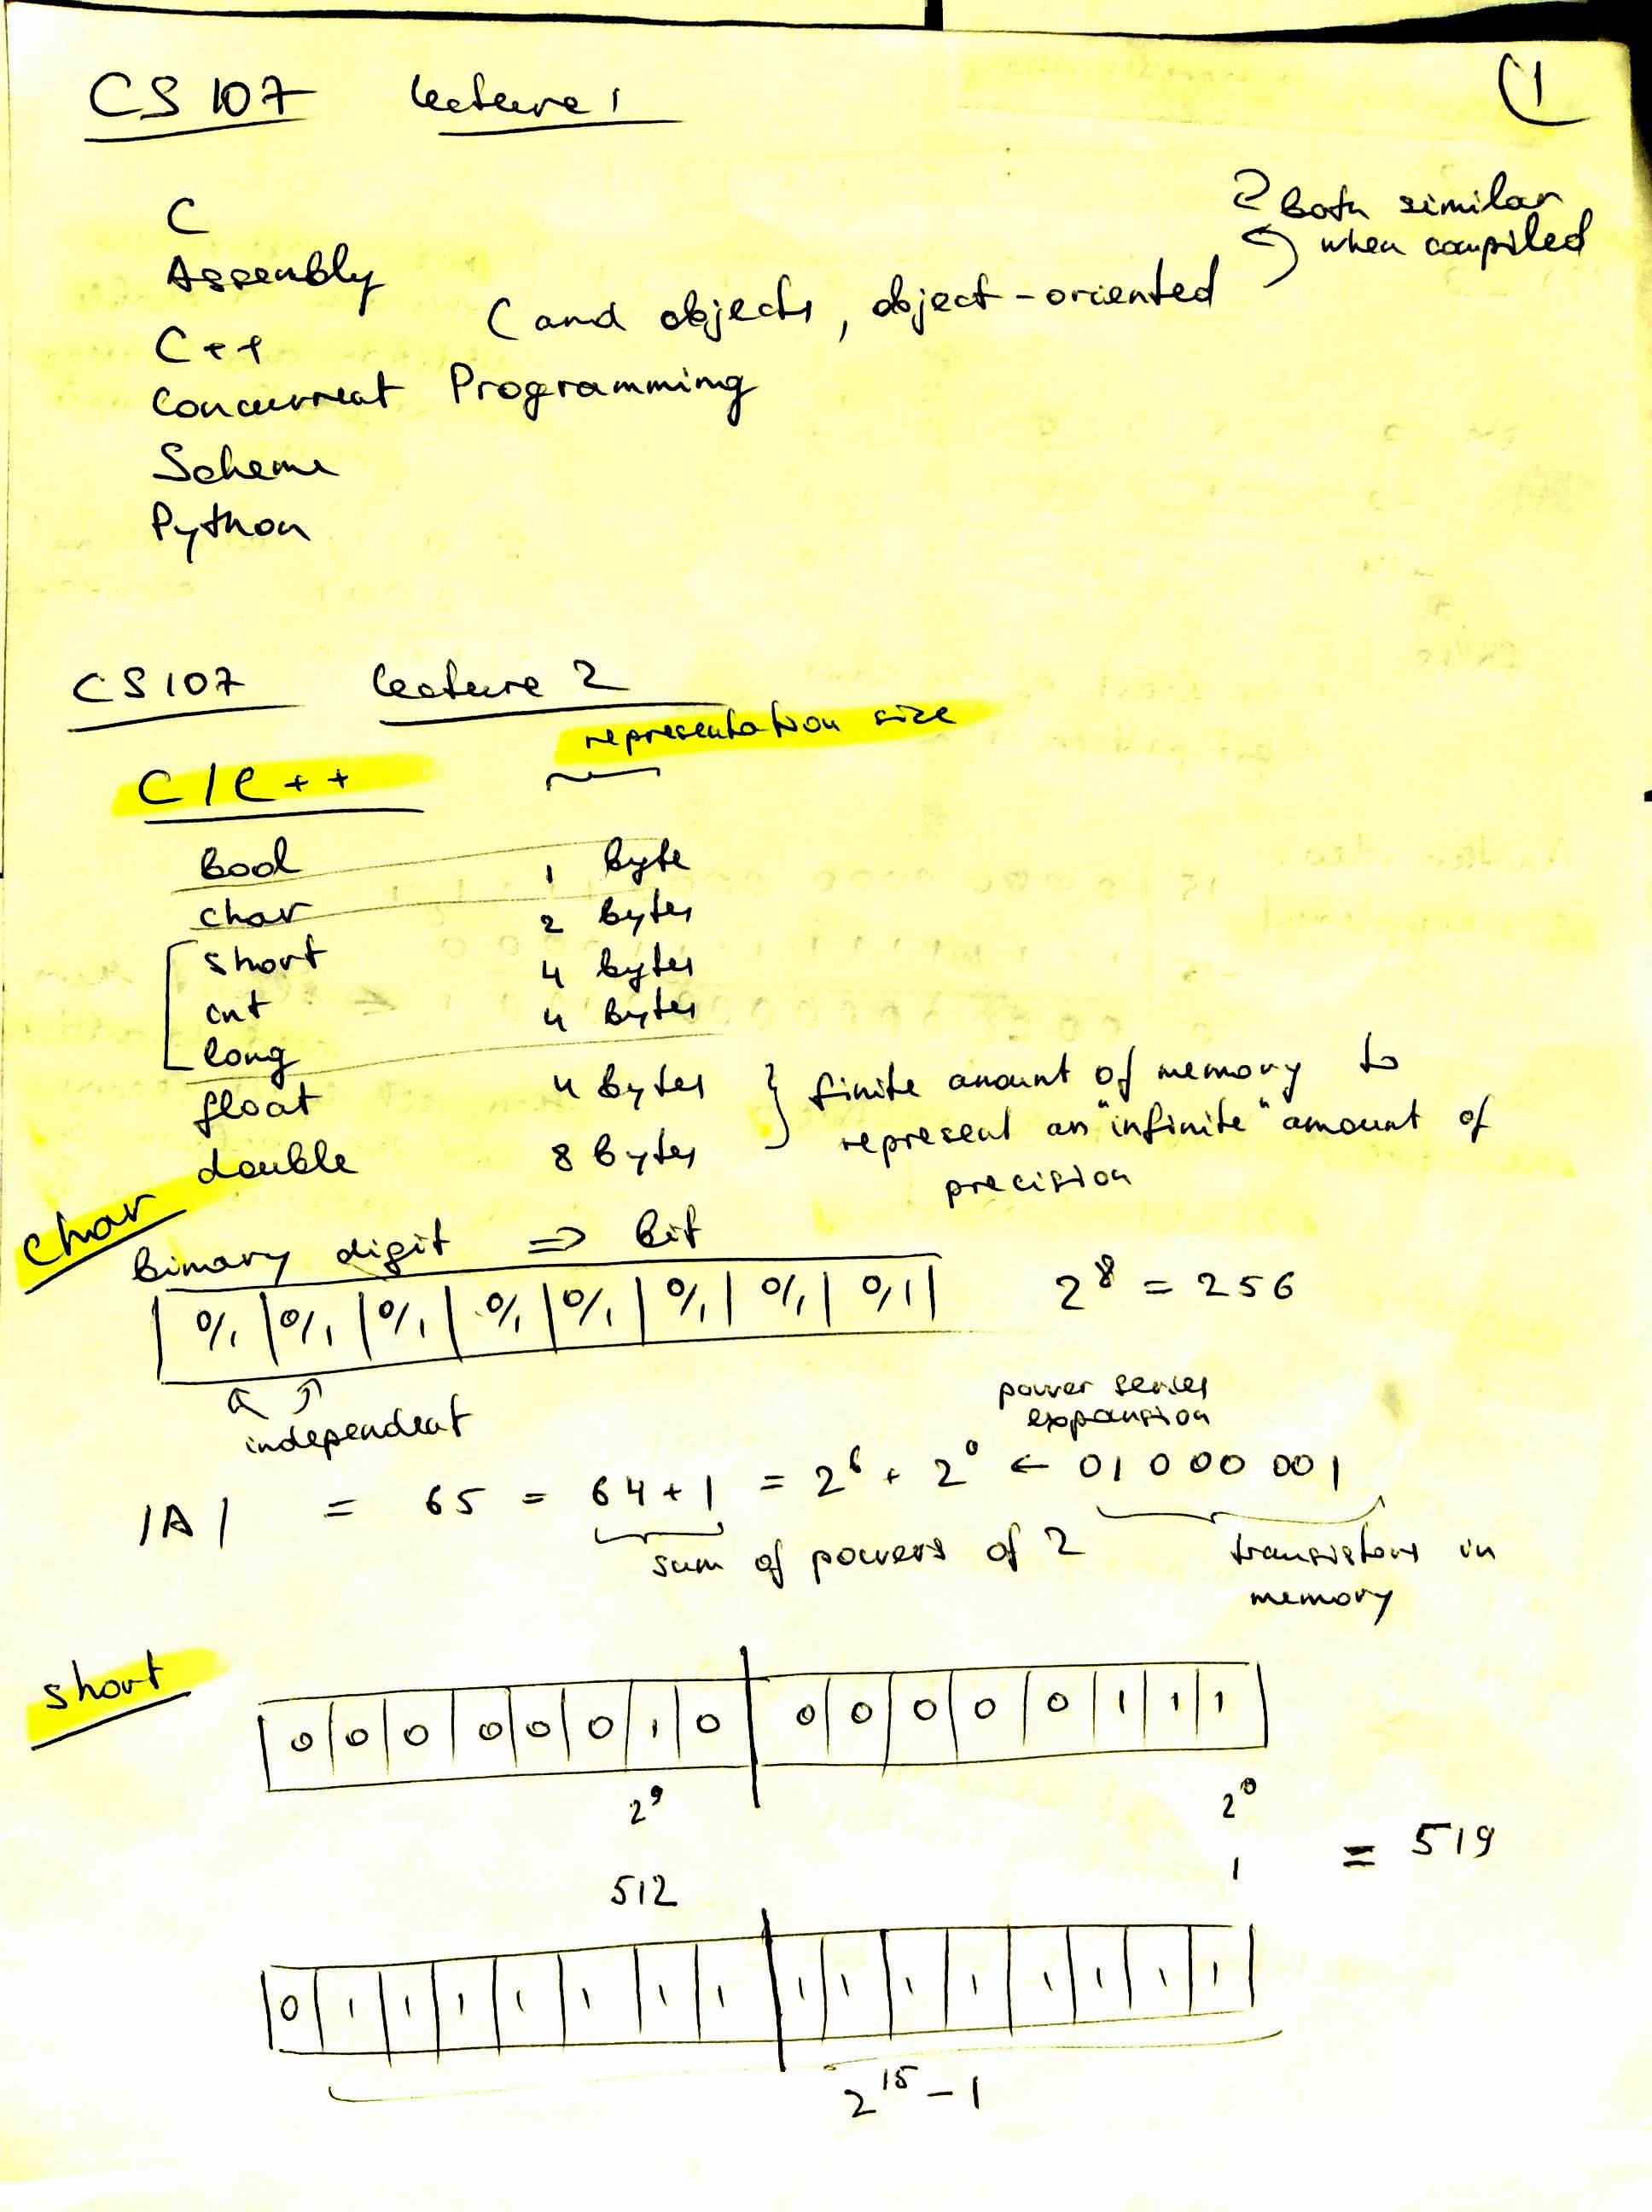 CS 107 Lecture 1
(1
C
Assembly
2 Both similar
when compiled
C++ (and objects, object-oriented
Concurrent Programming
Scheme
Python
CS107 Lecture 2
representation size
C/C++
Bool 1 byte
char 2 Bytes
short 4 bytes
int 4 Bytes
long
float 4 Bytes } finite amount of memory to
double 8 Bytes represent an "infinite" amount of
precision
char
Binary digit ⇒ Bit
0/1 | 0/1 | 0/1 | 0/1 | 0/1 | 0/1 | 0/1 | 0/1 2^8 = 256
independent
power series
expansion
/A/ = 65 = 64 + 1 = 2^6 + 2^0 ← 01 000 001
sum of powers of 2
transistors in
memory
short
0 0 0 0 0 0 1 0 0 0 0 0 0 1 1 1
2^9 2^0
512 1 = 519
0 1 1 1 1 1 1 1 1 1 1 1 1 1 1 1
2^15 - 1